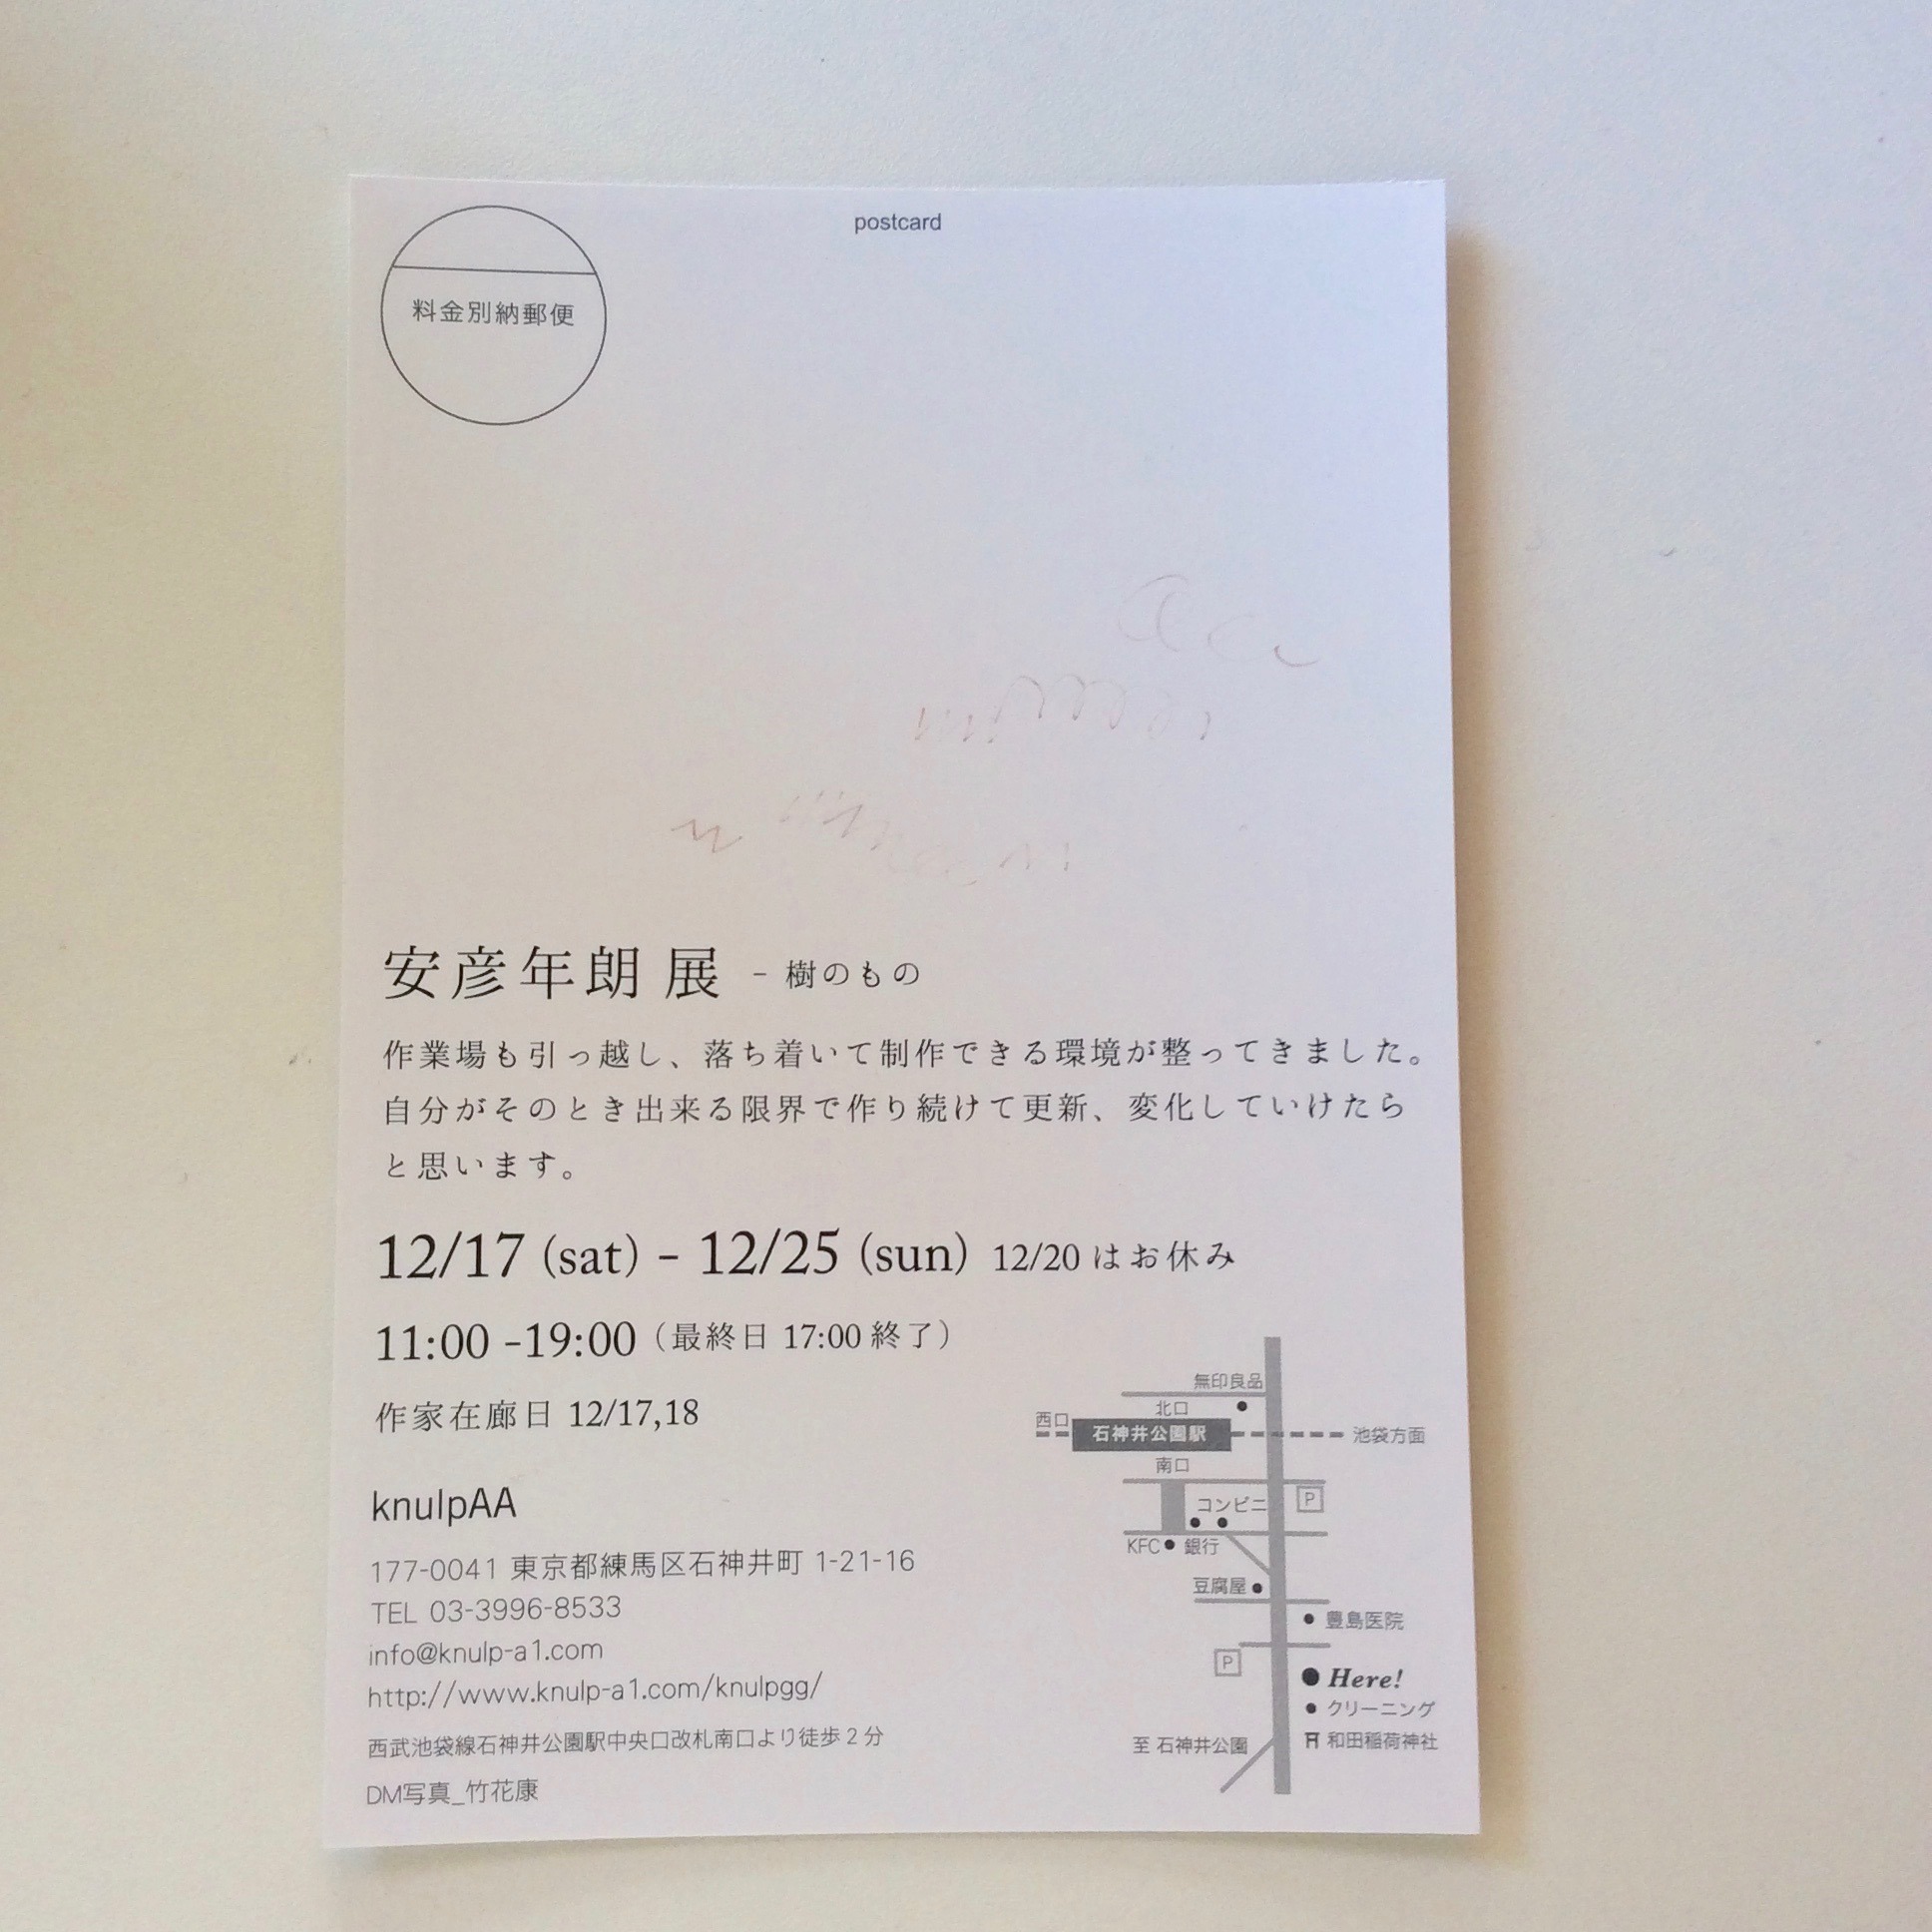 postcard
料金別納郵便
安彦年朗 展 - 樹のもの
作業場も引っ越し、落ち着いて制作できる環境が整ってきました。
自分がそのとき出来る限界で作り続けて更新、変化していけたら
と思います。
12/17 (sat) - 12/25 (sun) 12/20 はお休み
11:00 -19:00（最終日 17:00 終了）
作家在廊日 12/17,18
knulpAA
177-0041 東京都練馬区石神井町 1-21-16
TEL 03-3996-8533
info@knulp-a1.com
http://www.knulp-a1.com/knulpgg/
西武池袋線石神井公園駅中央口改札南口より徒歩 2 分
DM写真_竹花康
無印良品
北口
西口
石神井公園駅
池袋方面
南口
コンビニ
P
KFC
銀行
豆腐屋
豊島医院
P
Here!
クリーニング
和田稲荷神社
至 石神井公園